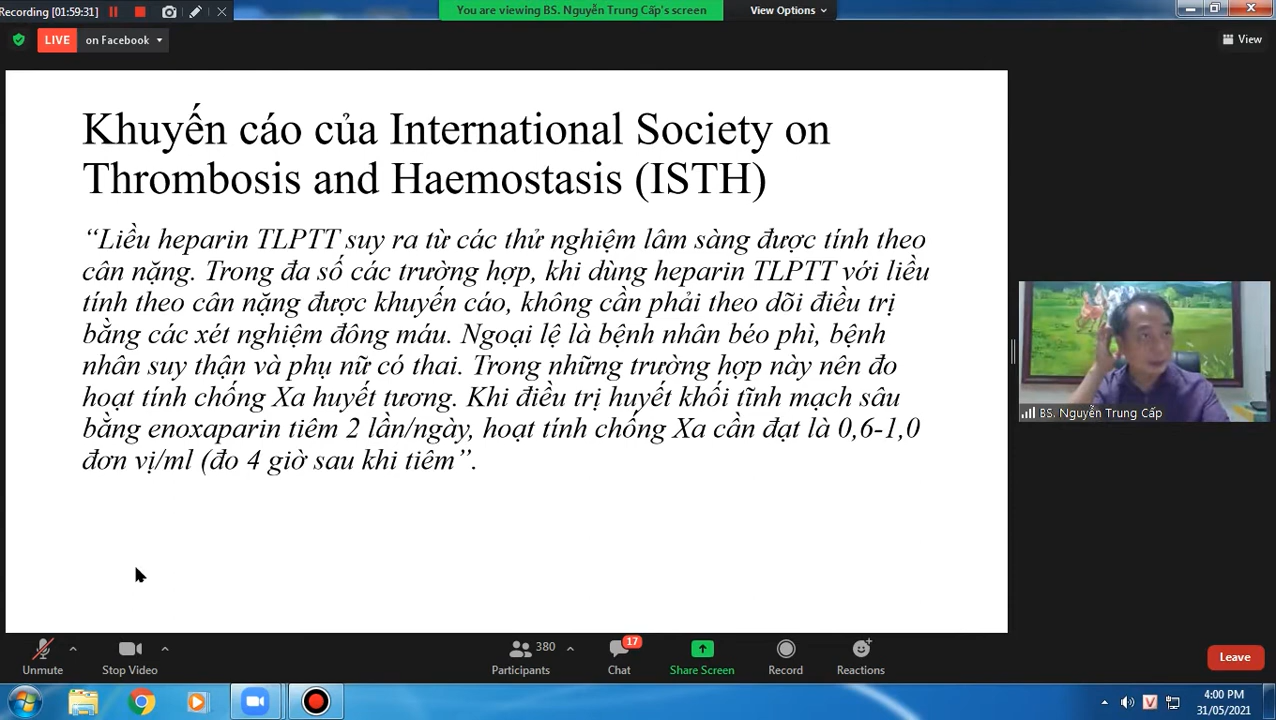 Recording [01:59:31]
You are viewing BS. Nguyễn Trung Cấp's screen
View Options
LIVE
on Facebook
View
Khuyến cáo của International Society on
Thrombosis and Haemostasis (ISTH)
“Liều heparin TLPTT suy ra từ các thử nghiệm lâm sàng được tính theo
cân nặng. Trong đa số các trường hợp, khi dùng heparin TLPTT với liều
tính theo cân nặng được khuyến cáo, không cần phải theo dõi điều trị
bằng các xét nghiệm đông máu. Ngoại lệ là bệnh nhân béo phì, bệnh
nhân suy thận và phụ nữ có thai. Trong những trường hợp này nên đo
hoạt tính chống Xa huyết tương. Khi điều trị huyết khối tĩnh mạch sâu
bằng enoxaparin tiêm 2 lần/ngày, hoạt tính chống Xa cần đạt là 0,6-1,0
đơn vị/ml (đo 4 giờ sau khi tiêm”.
BS. Nguyễn Trung Cấp
Unmute
Stop Video
380
Participants
17
Chat
Share Screen
Record
Reactions
Leave
V
4:00 PM
31/05/2021